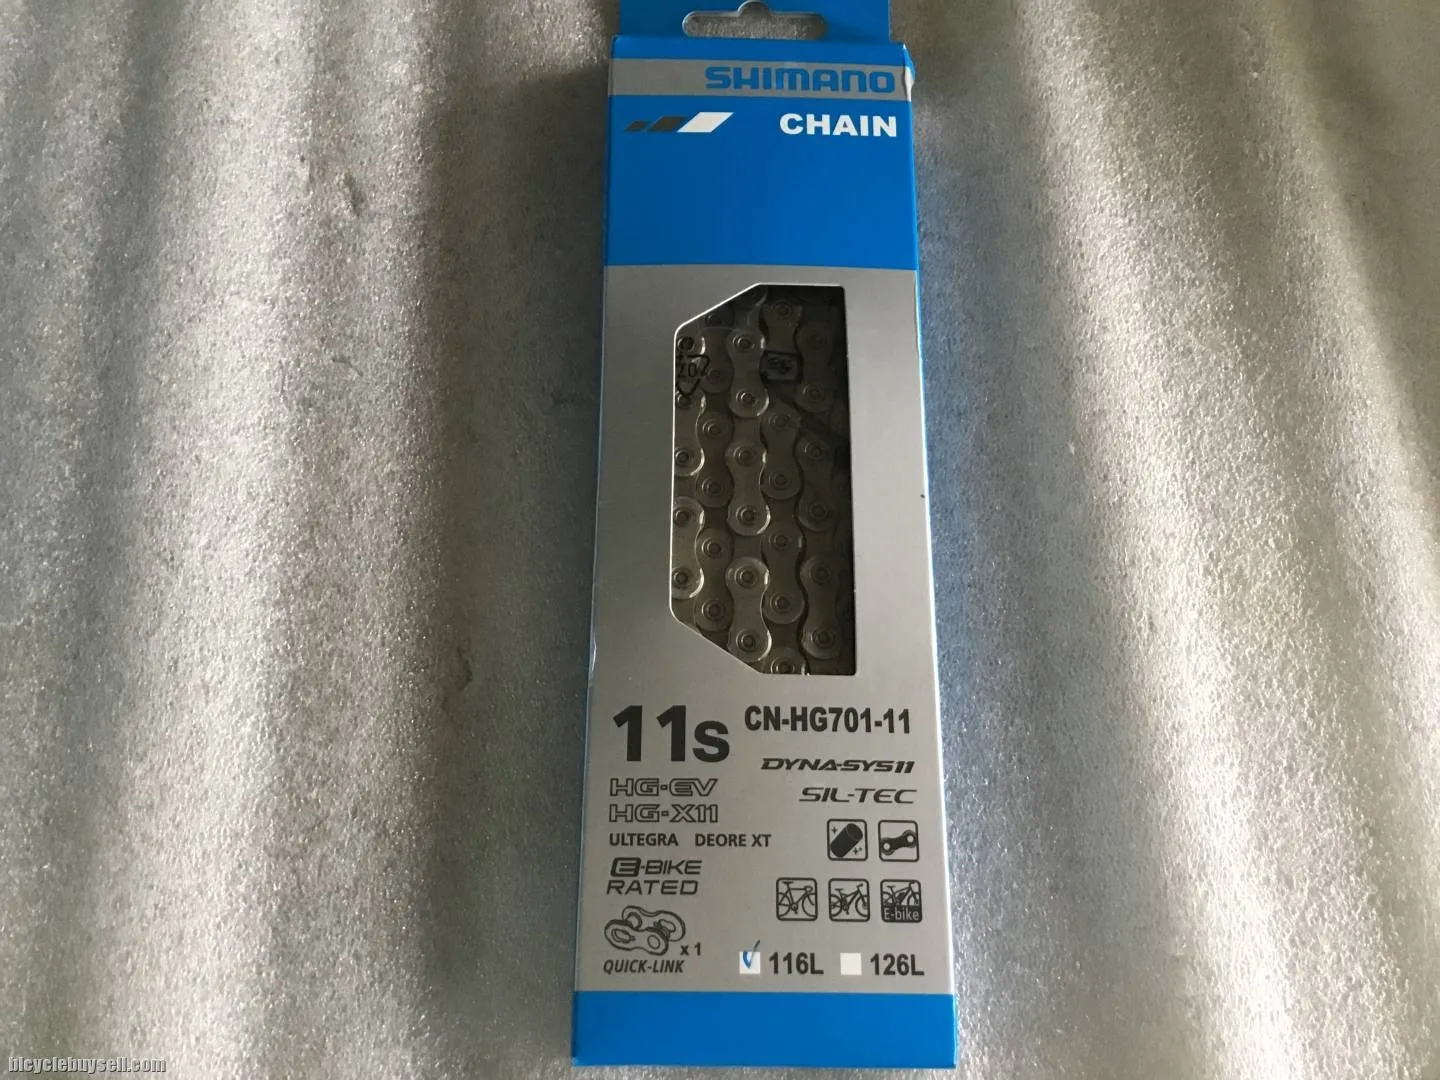 SHIMANO
CHAIN
11s CN-HG701-11
DYNA-SYS11
HG-EV
SIL-TEC
HG-X11
ULTEGRA DEORE XT
E-BIKE
RATED
E-bike
x 1
QUICK-LINK
116L 126L
bicyclebuysell.com